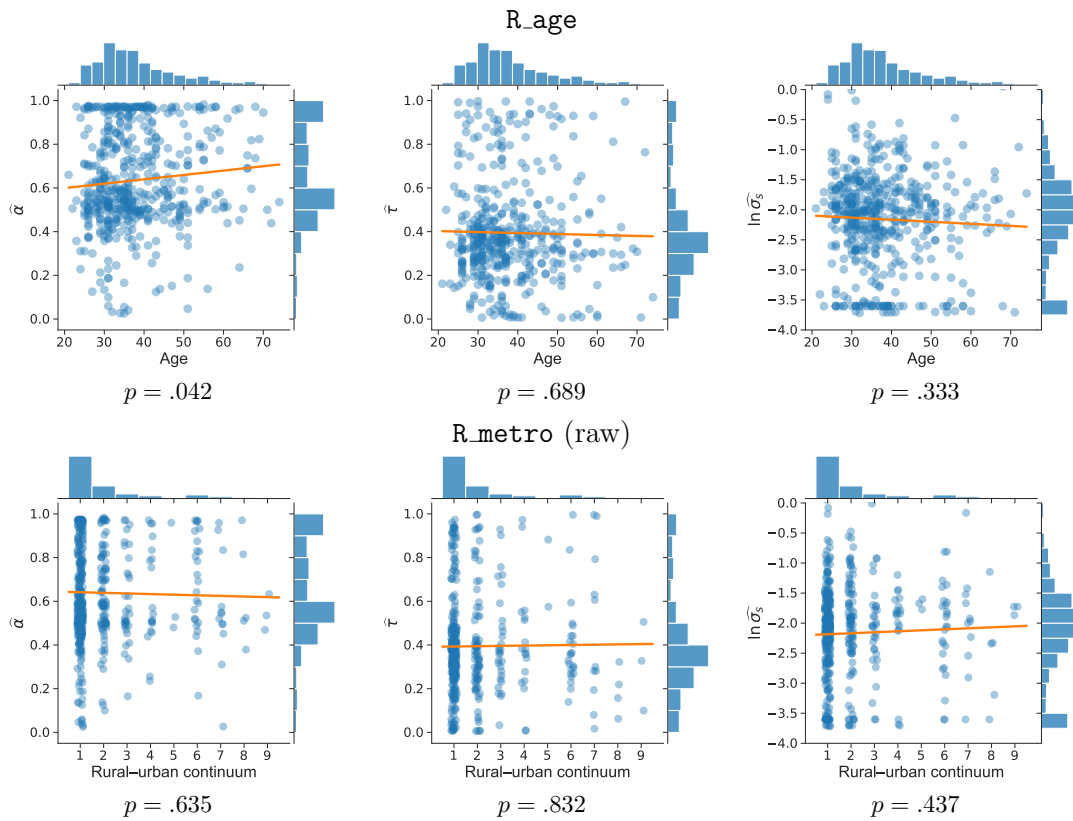 R_age
1.0
0.8
0.6
0.4
0.2
0.0
α̂
20 30 40 50 60 70
Age
p = .042
1.0
0.8
0.6
0.4
0.2
0.0
τ̂
20 30 40 50 60 70
Age
p = .689
0.0
−0.5
−1.0
−1.5
−2.0
−2.5
−3.0
−3.5
−4.0
ln σ̂ₛ
20 30 40 50 60 70
Age
p = .333
R_metro (raw)
1.0
0.8
0.6
0.4
0.2
0.0
α̂
1 2 3 4 5 6 7 8 9
Rural–urban continuum
p = .635
1.0
0.8
0.6
0.4
0.2
0.0
τ̂
1 2 3 4 5 6 7 8 9
Rural–urban continuum
p = .832
0.0
−0.5
−1.0
−1.5
−2.0
−2.5
−3.0
−3.5
−4.0
ln σ̂ₛ
1 2 3 4 5 6 7 8 9
Rural–urban continuum
p = .437